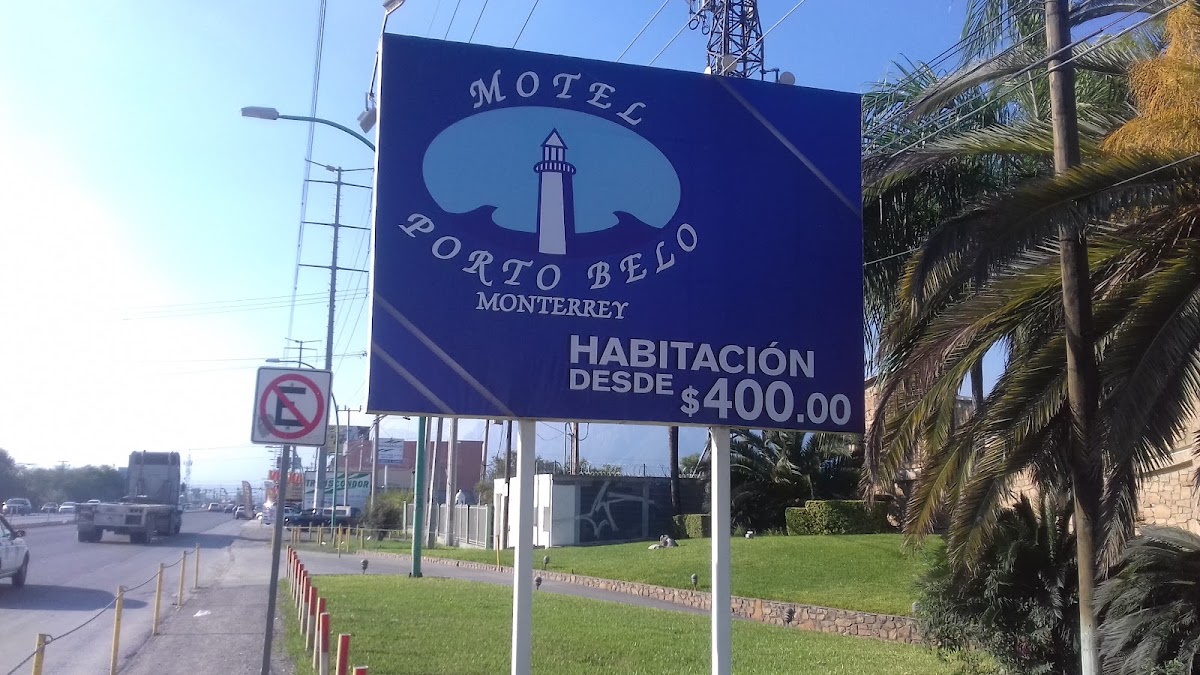 MOTEL
PORTO BELO
MONTERREY
HABITACIÓN
DESDE $400.00
E